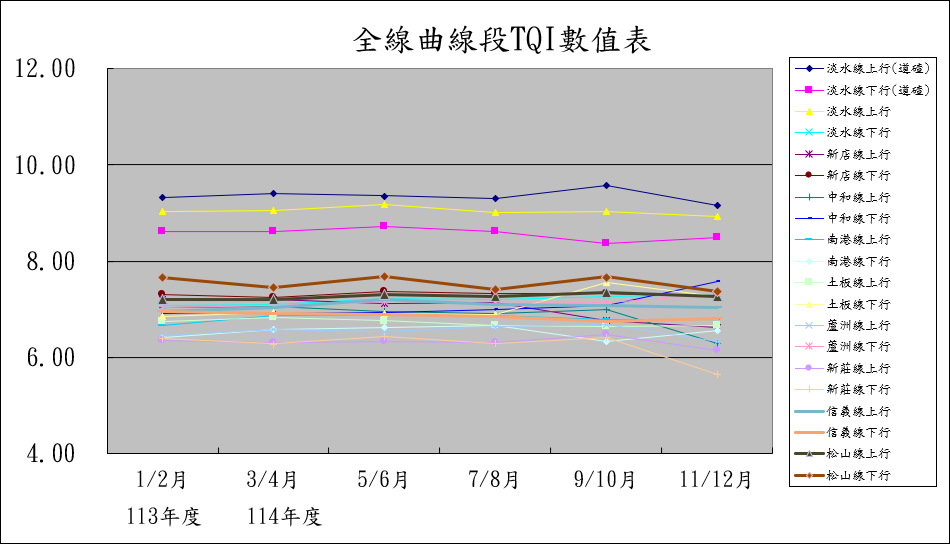 全線曲線段TQI數值表
12.00
10.00
8.00
6.00
4.00
1/2月 3/4月 5/6月 7/8月 9/10月 11/12月
113年度 114年度
淡水線上行(道碴)
淡水線下行(道碴)
淡水線上行
淡水線下行
新店線上行
新店線下行
中和線上行
中和線下行
南港線上行
南港線下行
土板線上行
土板線下行
蘆洲線上行
蘆洲線下行
新莊線上行
新莊線下行
信義線上行
信義線下行
松山線上行
松山線下行